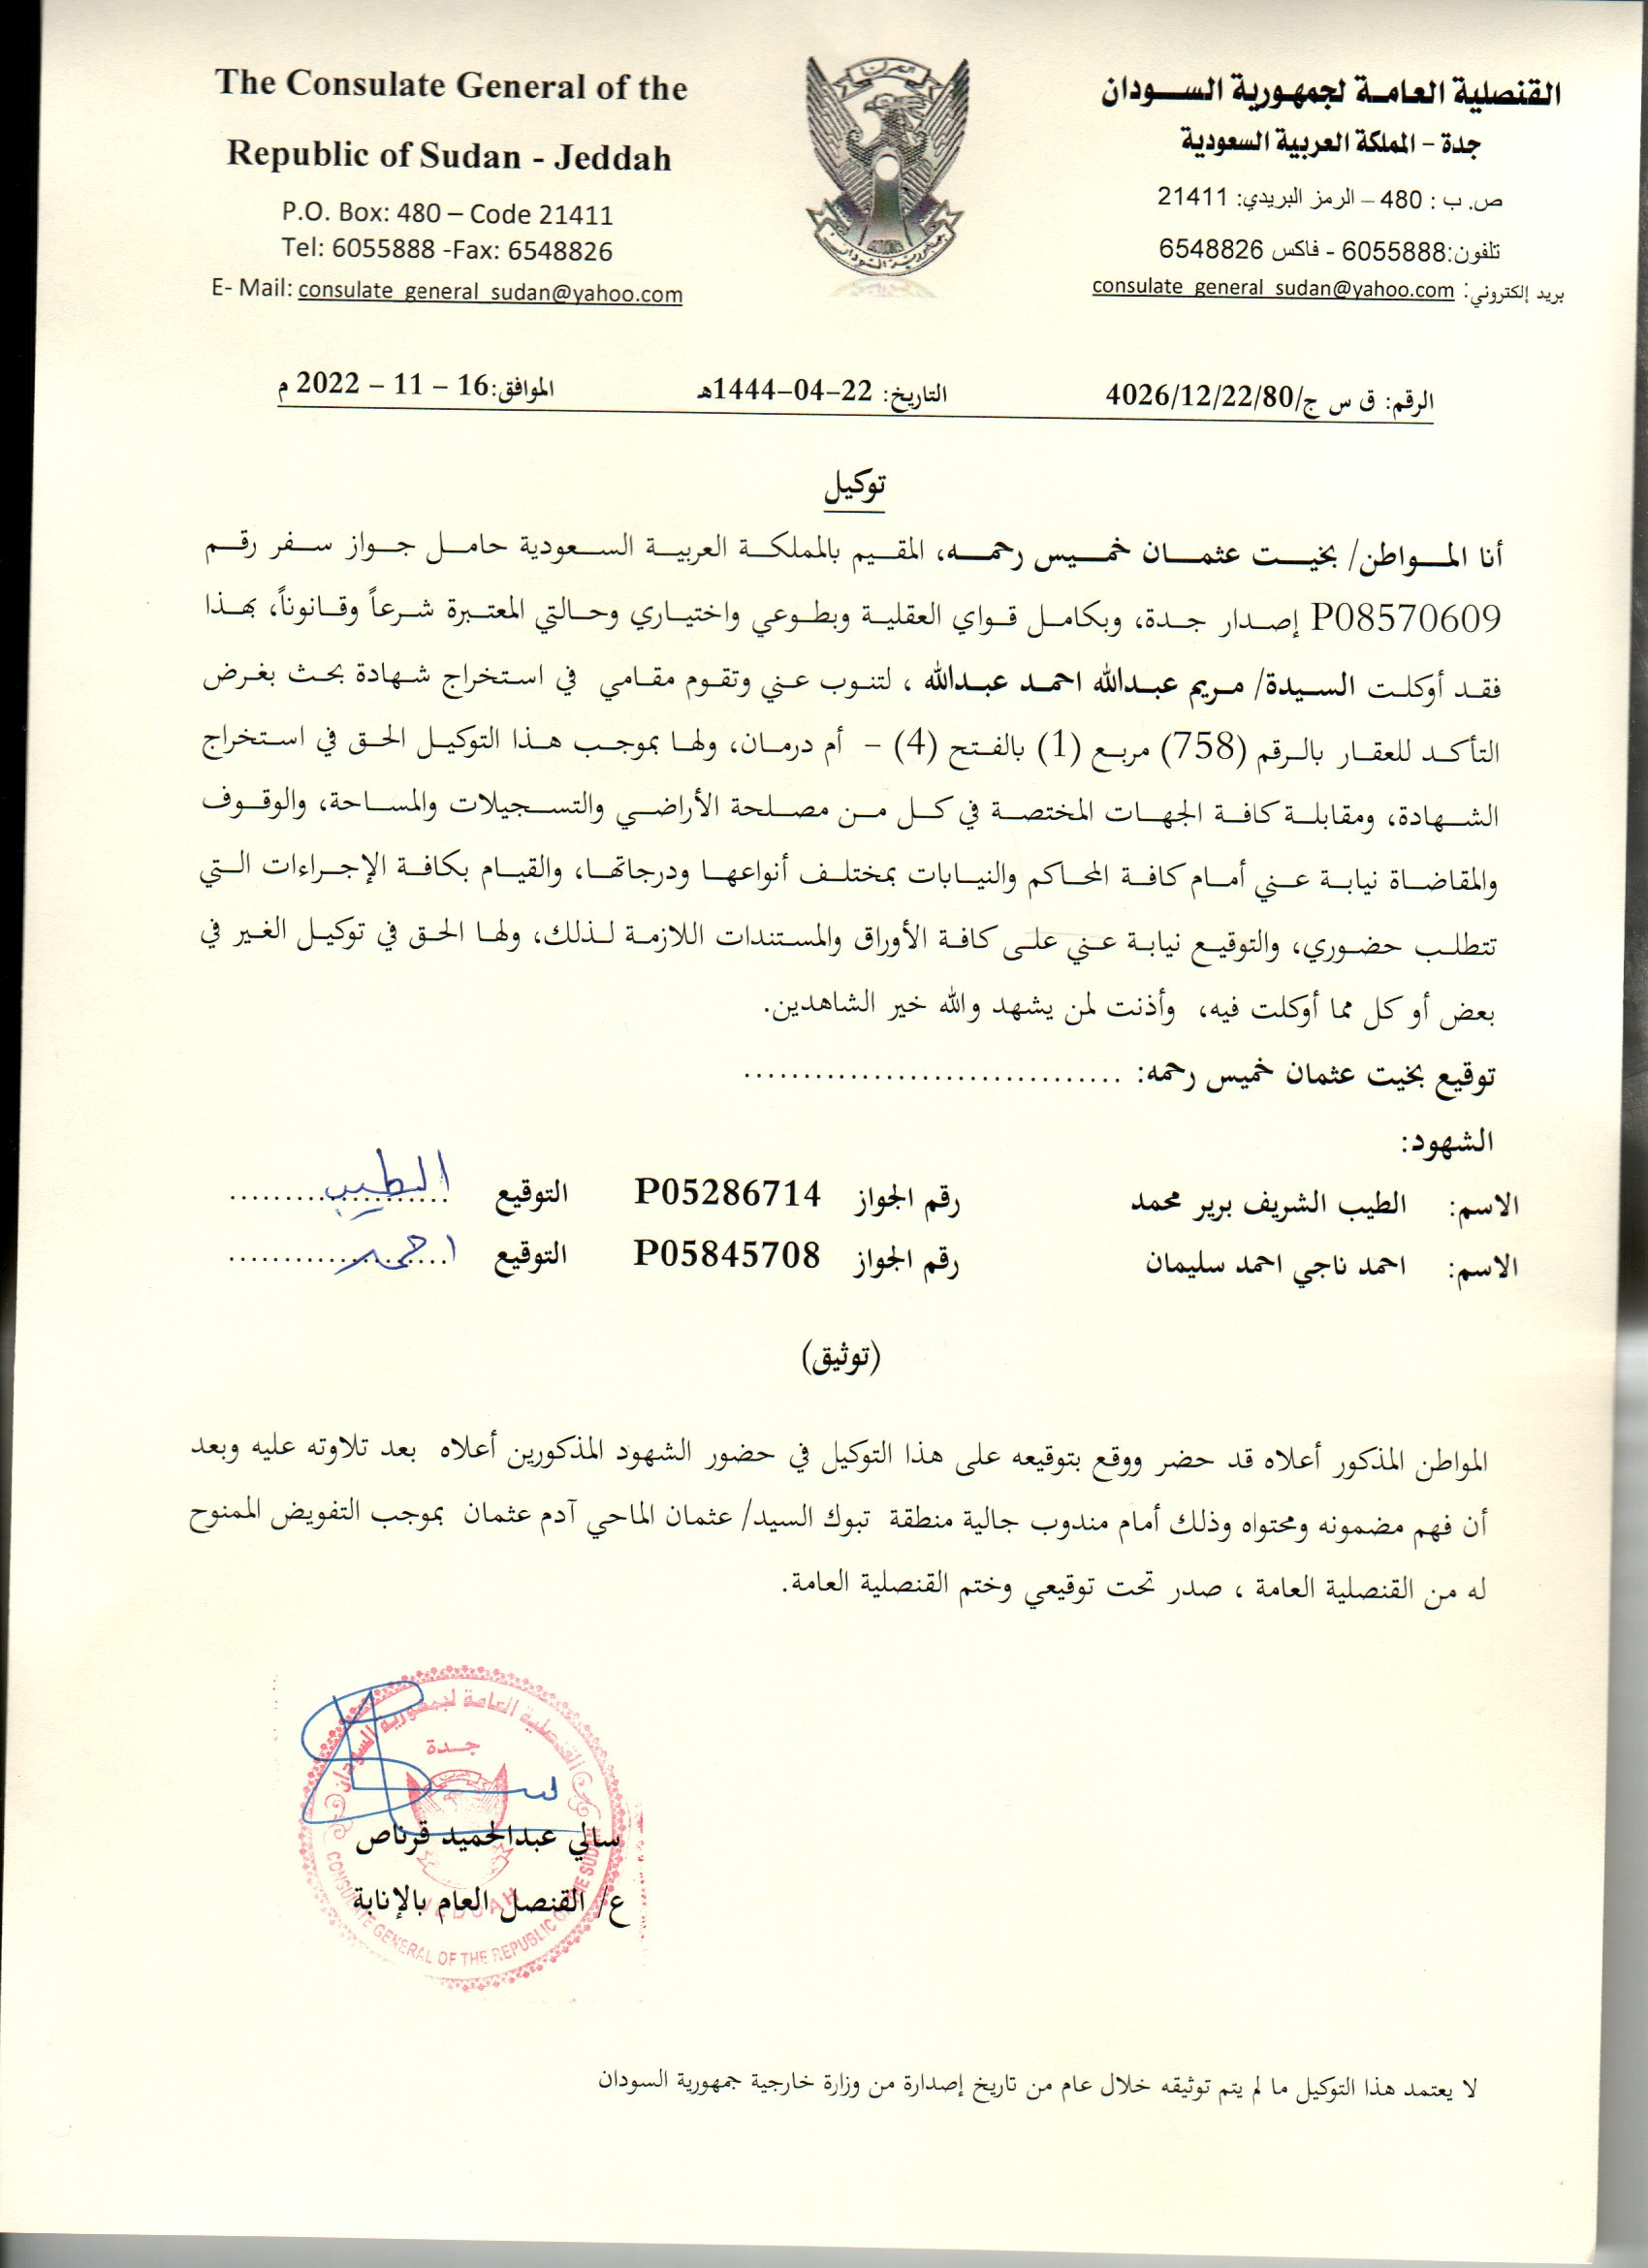 The Consulate General of the
Republic of Sudan - Jeddah
P.O. Box: 480 – Code 21411
Tel: 6055888 -Fax: 6548826
E- Mail: consulate_general_sudan@yahoo.com
القنصلية العامة لجمهورية السودان
جدة - المملكة العربية السعودية
ص. ب : 480 – الرمز البريدي: 21411
تلفون:6055888 - فاكس 6548826
بريد إلكتروني: consulate_general_sudan@yahoo.com
الرقم: ق س ج/4026/12/22/80 التاريخ: 22-04-1444هـ الموافق:16 – 11 – 2022 م
توكيل
أنا المواطن/ بخيت عثمان خميس رحمه، المقيم بالمملكة العربية السعودية حامل جواز سفر رقم
P08570609 إصدار جدة، وبكامل قواي العقلية وبطوعي واختياري وحالتي المعتبرة شرعاً وقانوناً، بهذا
فقد أوكلت السيدة/ مريم عبدالله احمد عبدالله ، لتنوب عني وتقوم مقامي في استخراج شهادة بحث بغرض
التأكد للعقار بالرقم (758) مربع (1) بالفتح (4) - أم درمان، ولها بموجب هذا التوكيل الحق في استخراج
الشهادة، ومقابلة كافة الجهات المختصة في كل من مصلحة الأراضي والتسجيلات والمساحة، والوقوف
والمقاضاة نيابة عني أمام كافة المحاكم والنيابات بمختلف أنواعها ودرجاتها، والقيام بكافة الإجراءات التي
تتطلب حضوري، والتوقيع نيابة عني على كافة الأوراق والمستندات اللازمة لذلك، ولها الحق في توكيل الغير في
بعض أو كل مما أوكلت فيه، وأذنت لمن يشهد والله خير الشاهدين.
توقيع بخيت عثمان خميس رحمه: ................................
الشهود:
الاسم: الطيب الشريف برير محمد رقم الجواز P05286714 التوقيع الطيب
الاسم: احمد ناجي احمد سليمان رقم الجواز P05845708 التوقيع احمد
(توثيق)
المواطن المذكور أعلاه قد حضر ووقع بتوقيعه على هذا التوكيل في حضور الشهود المذكورين أعلاه بعد تلاوته عليه وبعد
أن فهم مضمونه ومحتواه وذلك أمام مندوب جالية منطقة تبوك السيد/ عثمان الماحي آدم عثمان بموجب التفويض الممنوح
له من القنصلية العامة ، صدر تحت توقيعي وختم القنصلية العامة.
القنصلية العامة لجمهورية السودان
جدة
سالي عبدالحميد قرناص
ع/ القنصل العام بالإنابة
JEDDAH
CONSULATE GENERAL OF THE REPUBLIC OF THE SUDAN
لا يعتمد هذا التوكيل ما لم يتم توثيقه خلال عام من تاريخ إصدارة من وزارة خارجية جمهورية السودان